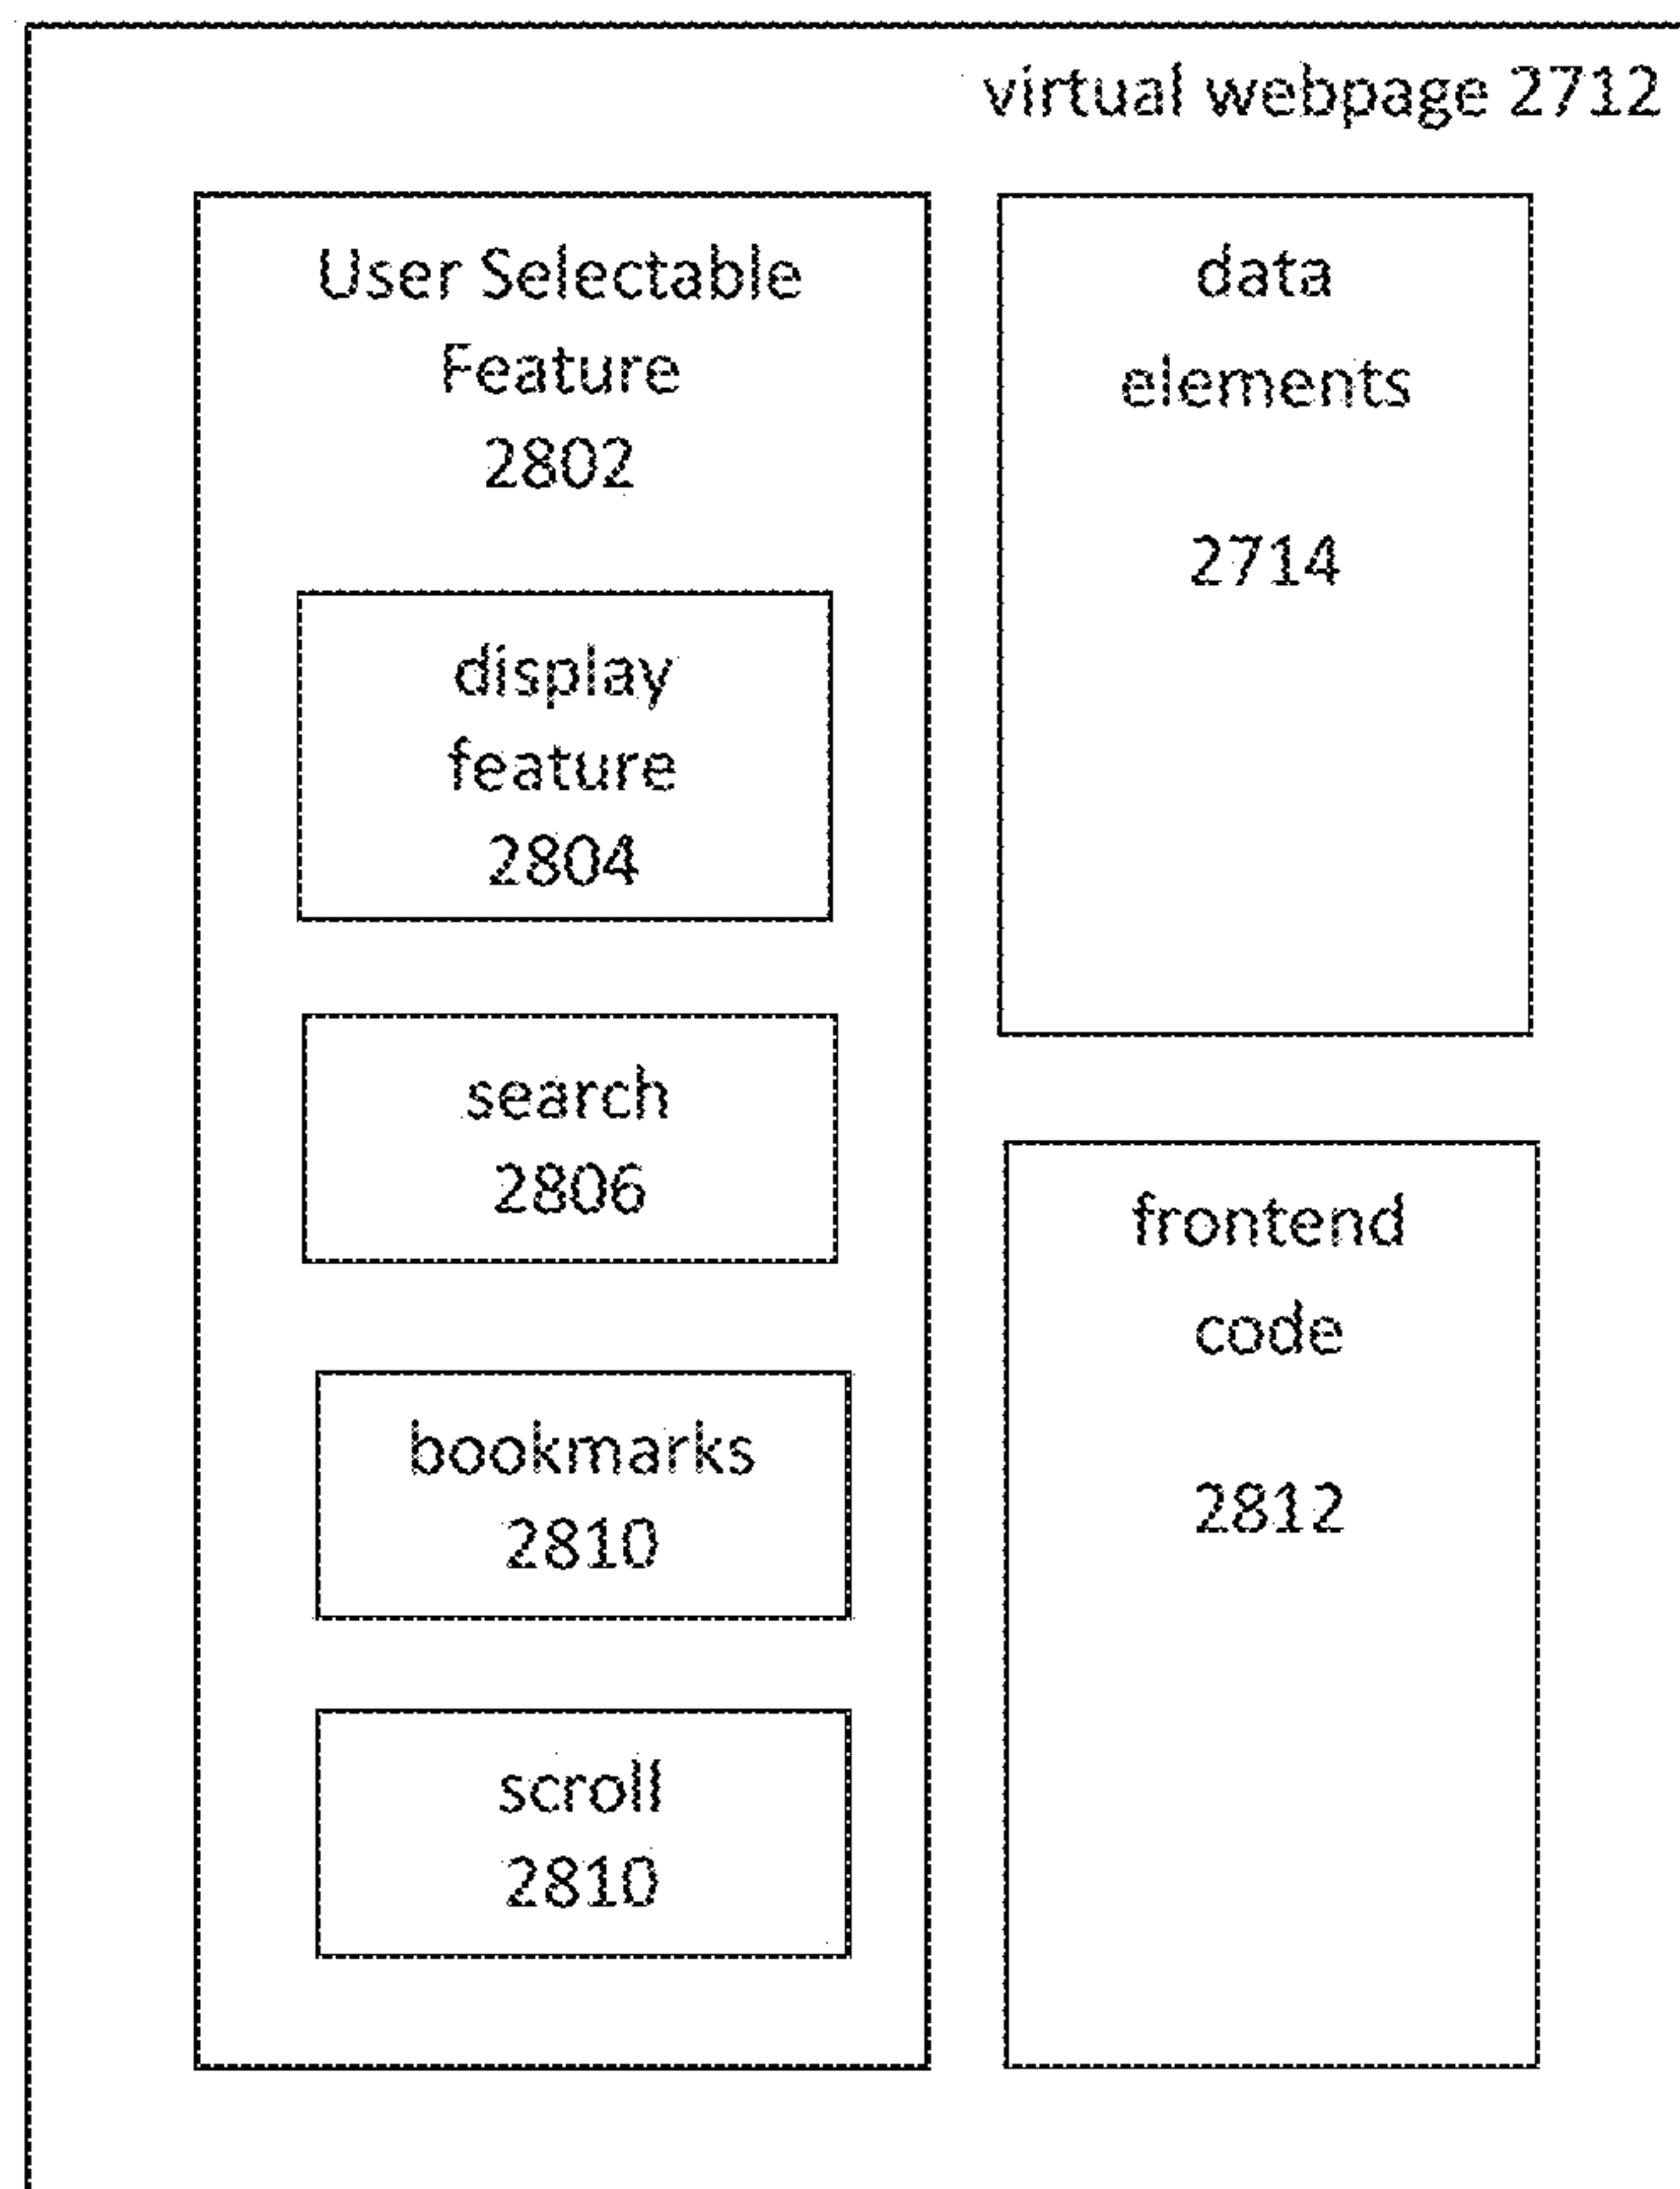 virtual webpage 2712
User Selectable
Feature
2802
display
feature
2804
search
2806
bookmarks
2810
scroll
2810
data
elements
2714
frontend
code
2812